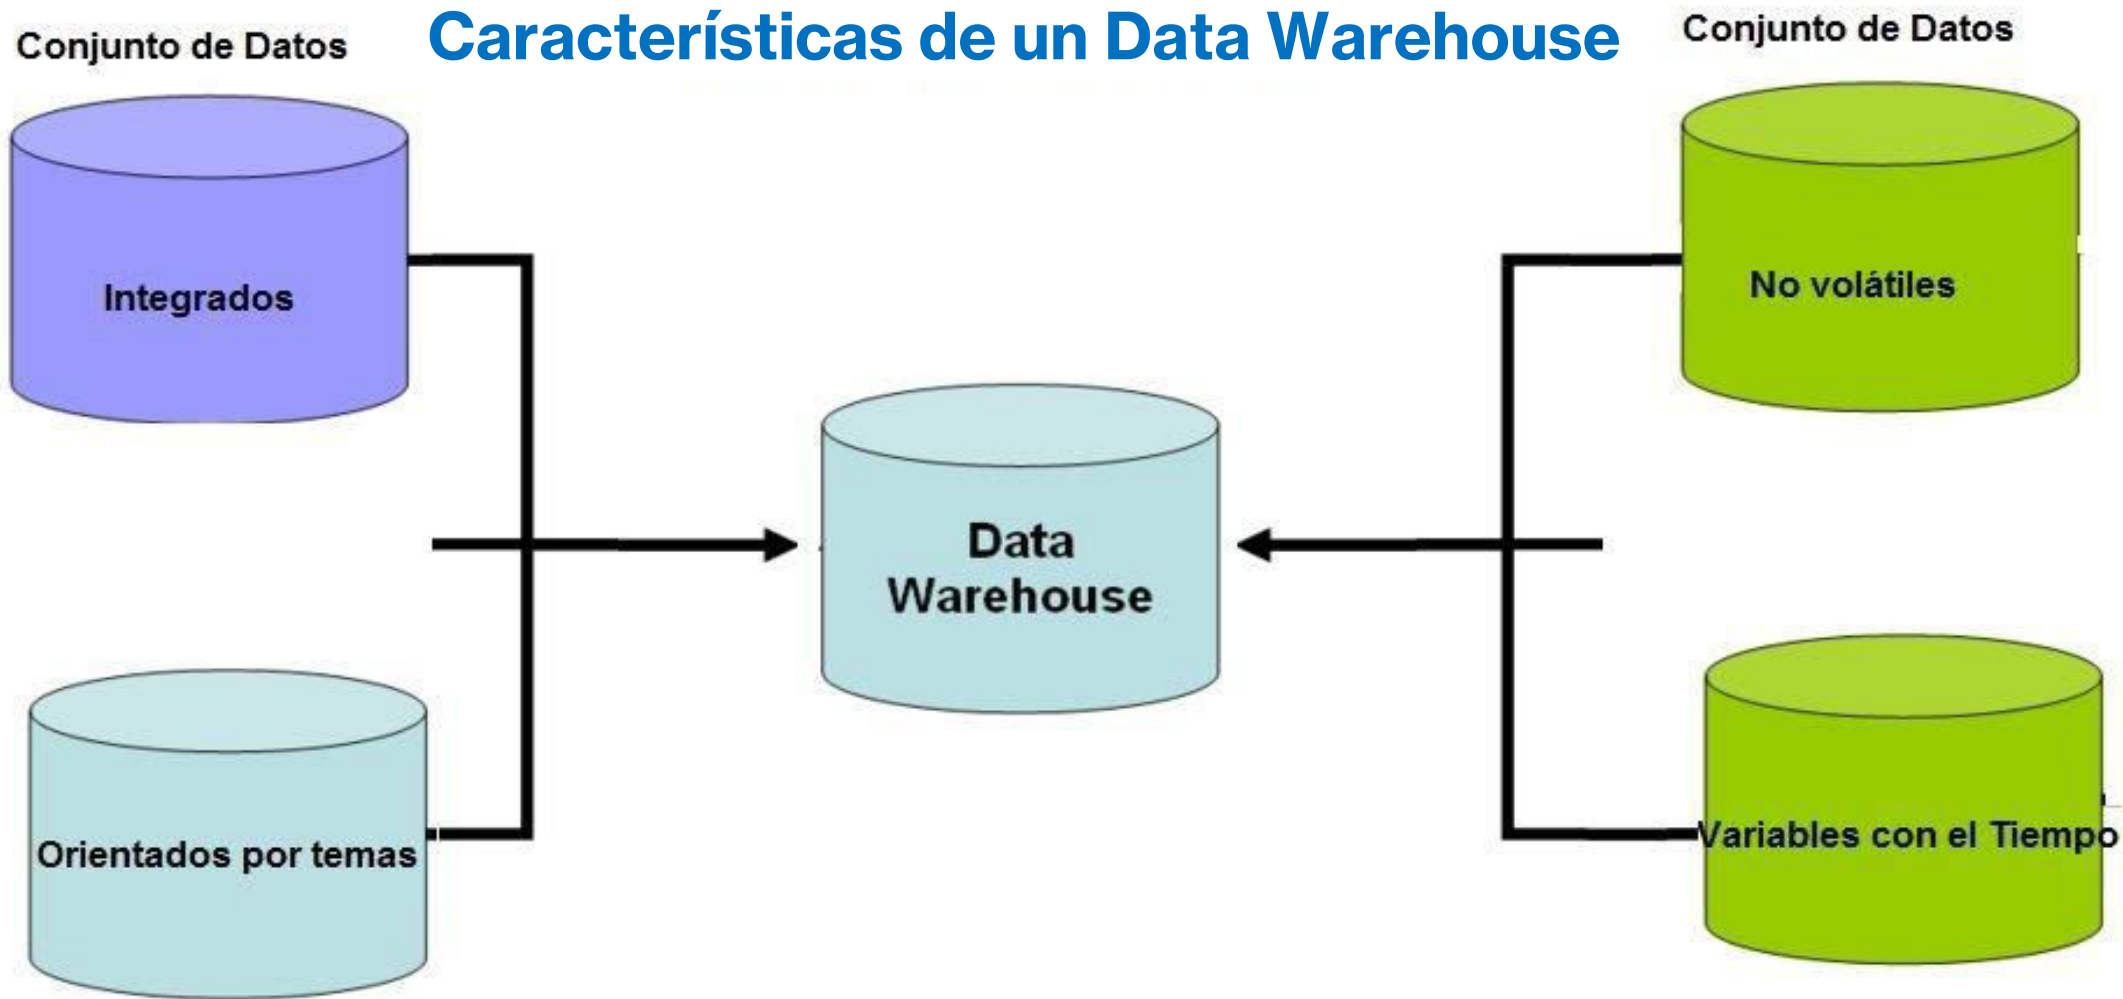 Características de un Data Warehouse
Conjunto de Datos
Conjunto de Datos
Integrados
No volátiles
Data
Warehouse
Orientados por temas
Variables con el Tiempo